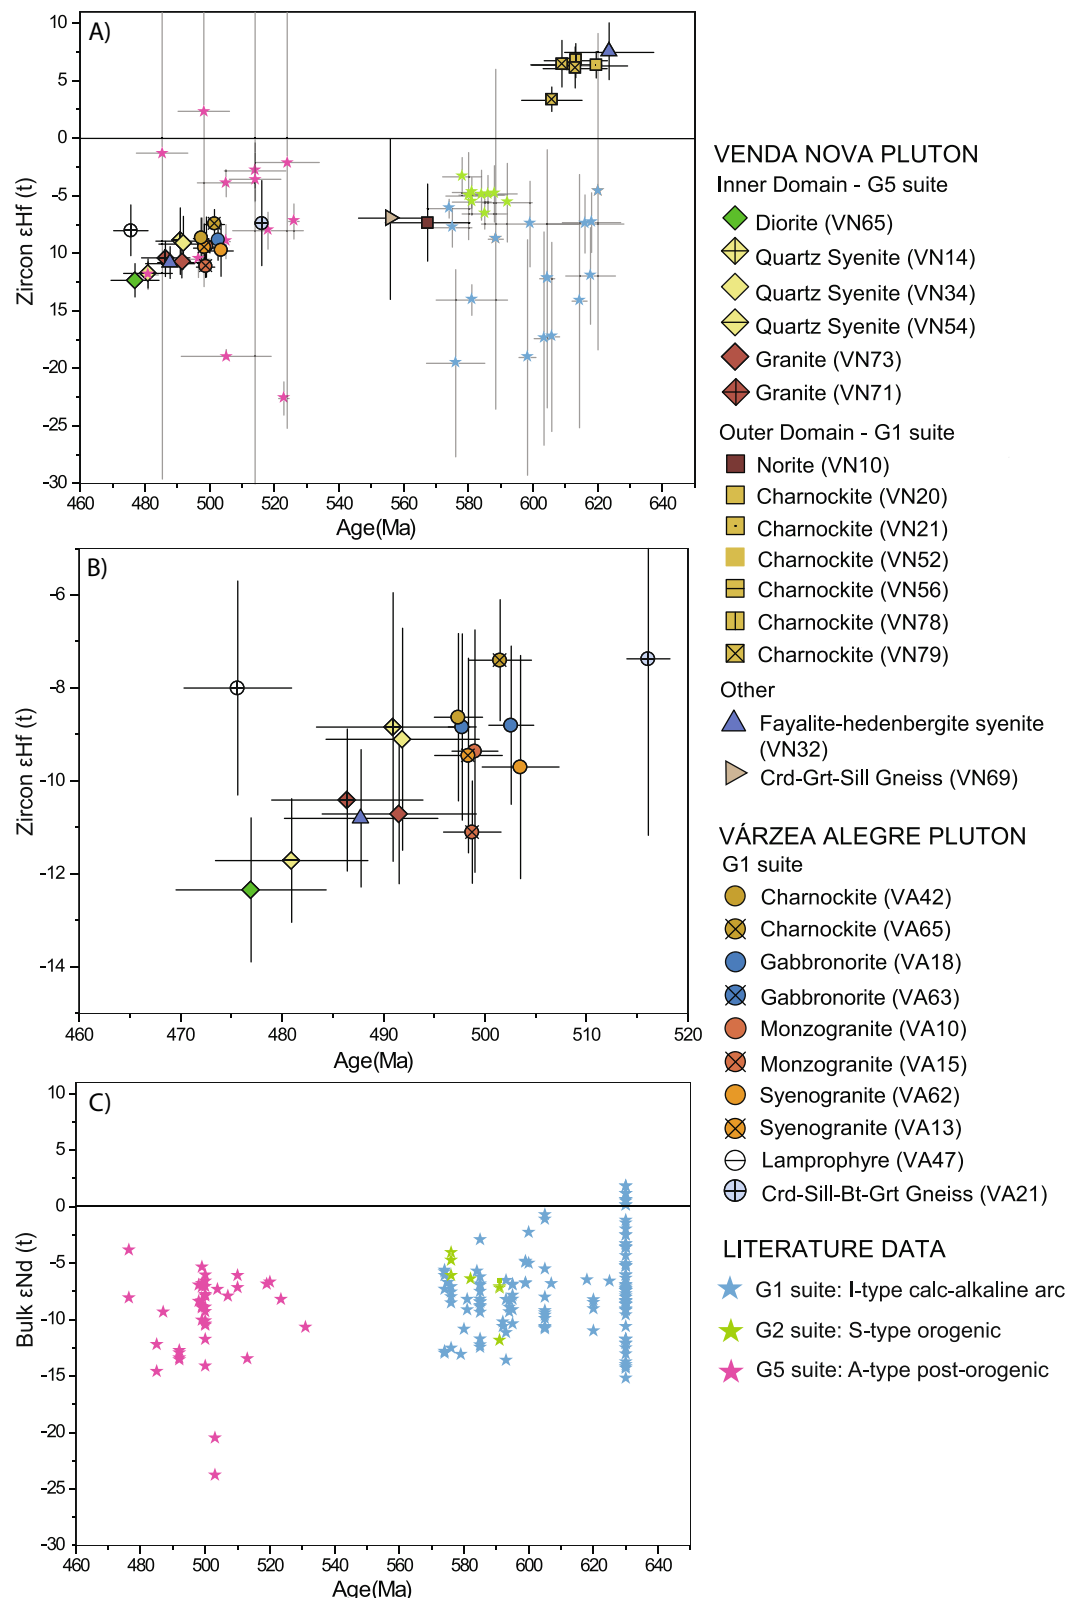 A)
10
5
0
-5
-10
-15
-20
-25
-30
Zircon εHf (t)
460 480 500 520 540 560 580 600 620 640
Age(Ma)
B)
-6
-8
-10
-12
-14
Zircon εHf (t)
460 470 480 490 500 510 520
Age(Ma)
C)
10
5
0
-5
-10
-15
-20
-25
-30
Bulk εNd (t)
460 480 500 520 540 560 580 600 620 640
Age(Ma)
VENDA NOVA PLUTON
Inner Domain - G5 suite
Diorite (VN65)
Quartz Syenite (VN14)
Quartz Syenite (VN34)
Quartz Syenite (VN54)
Granite (VN73)
Granite (VN71)
Outer Domain - G1 suite
Norite (VN10)
Charnockite (VN20)
Charnockite (VN21)
Charnockite (VN52)
Charnockite (VN56)
Charnockite (VN78)
Charnockite (VN79)
Other
Fayalite-hedenbergite syenite
(VN32)
Crd-Grt-Sill Gneiss (VN69)
VÁRZEA ALEGRE PLUTON
G1 suite
Charnockite (VA42)
Charnockite (VA65)
Gabbronorite (VA18)
Gabbronorite (VA63)
Monzogranite (VA10)
Monzogranite (VA15)
Syenogranite (VA62)
Syenogranite (VA13)
Lamprophyre (VA47)
Crd-Sill-Bt-Grt Gneiss (VA21)
LITERATURE DATA
G1 suite: I-type calc-alkaline arc
G2 suite: S-type orogenic
G5 suite: A-type post-orogenic